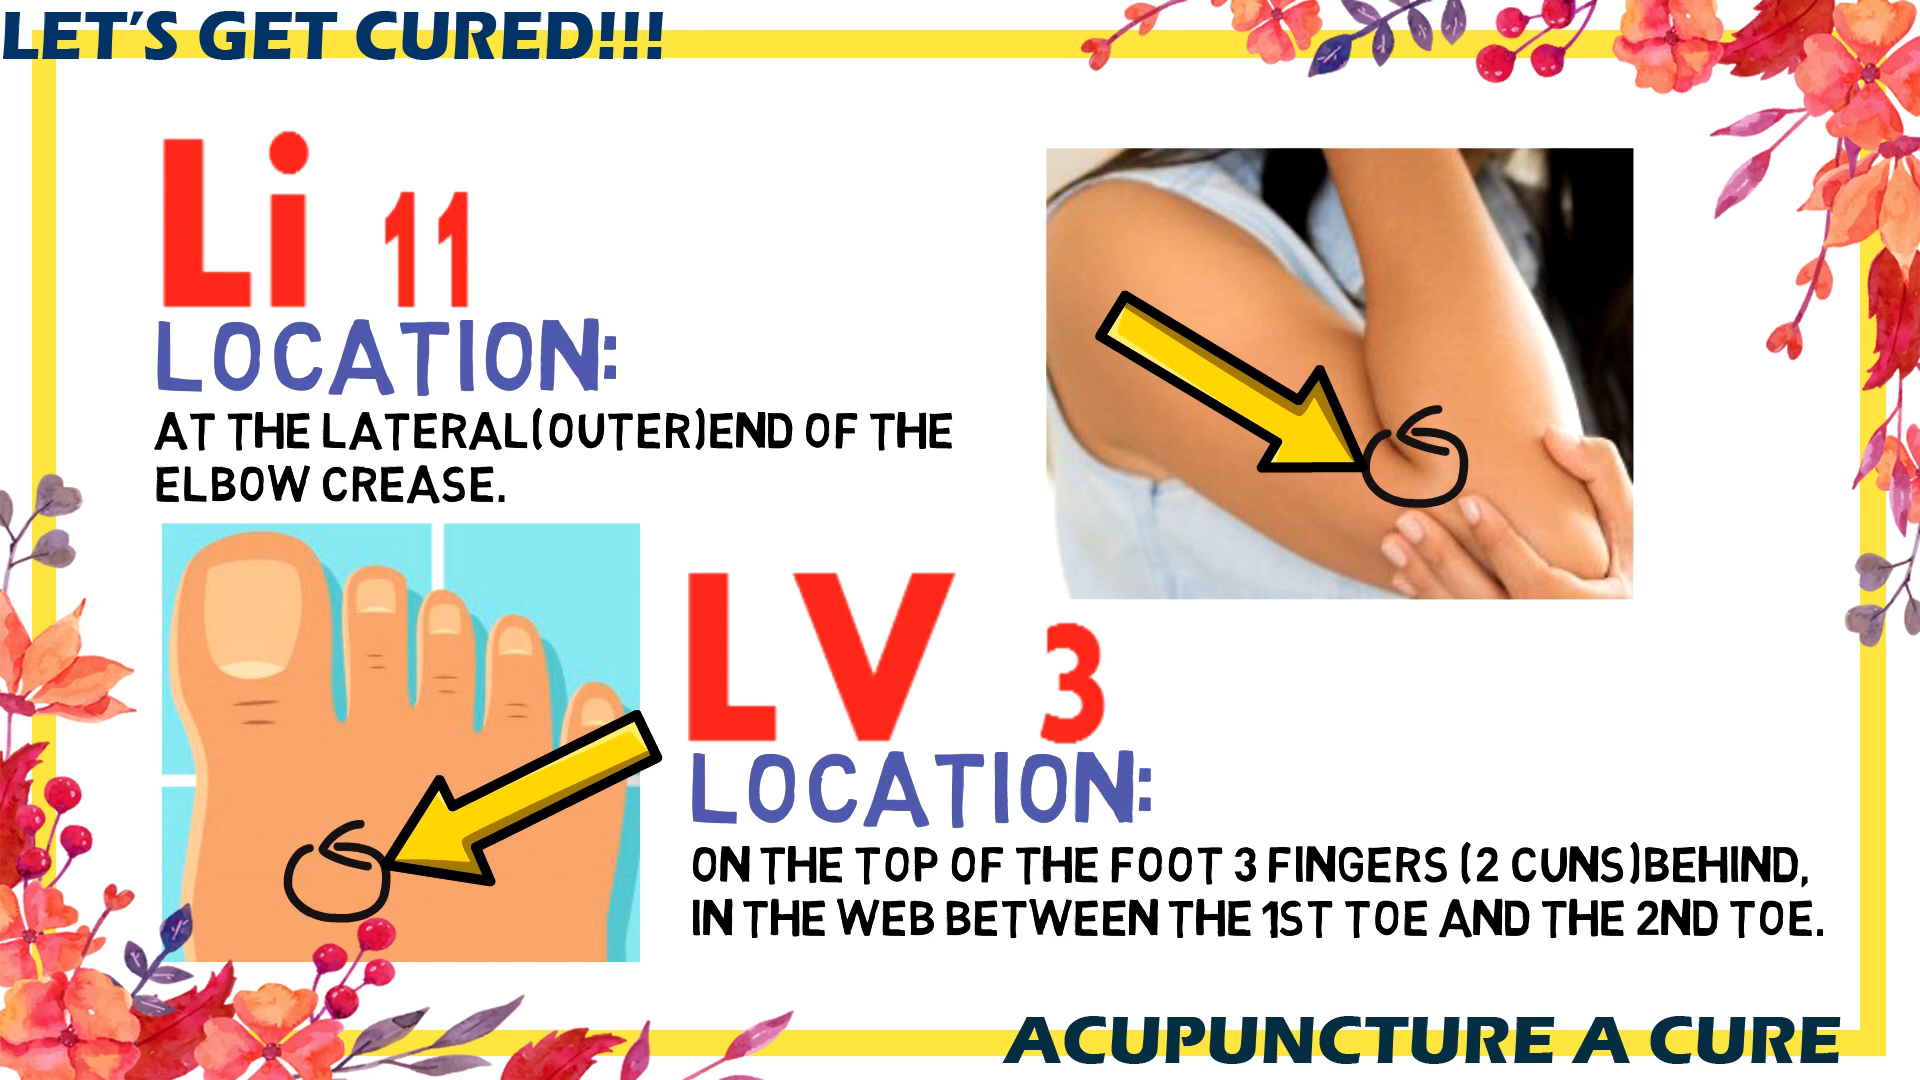 LET'S GET CURED!!!
Li 11
LOCATION:
AT THE LATERAL(OUTER)END OF THE
ELBOW CREASE.
LV 3
LOCATION:
ON THE TOP OF THE FOOT 3 FINGERS (2 CUNS)BEHIND,
IN THE WEB BETWEEN THE 1ST TOE AND THE 2ND TOE.
ACUPUNCTURE A CURE